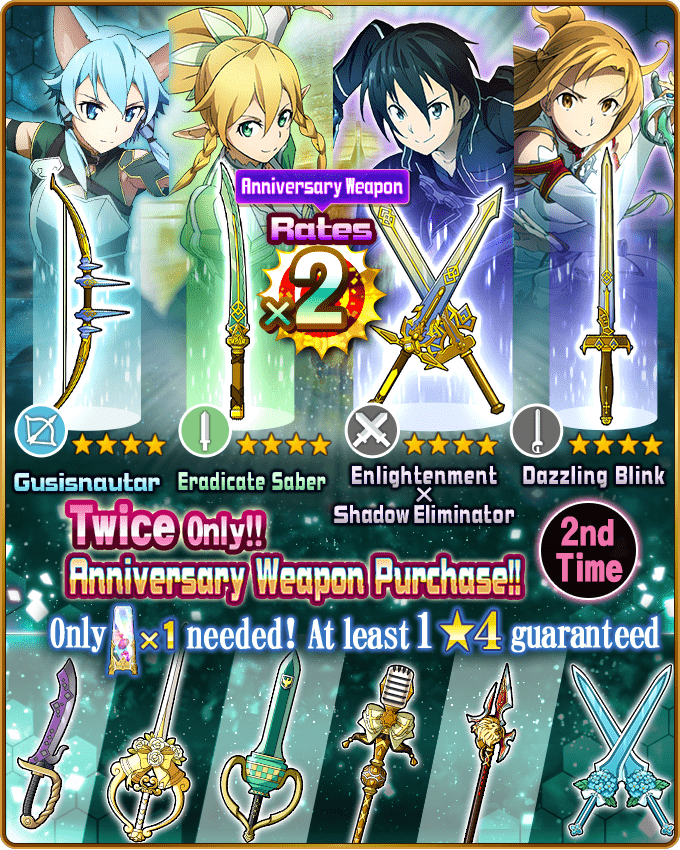 Anniversary Weapon
Rates
×2
Gusisnautar
Eradicate Saber
Enlightenment
×
Shadow Eliminator
Dazzling Blink
Twice Only!!
2nd
Time
Anniversary Weapon Purchase!!
Only ×1 needed! At least 1 ★4 guaranteed